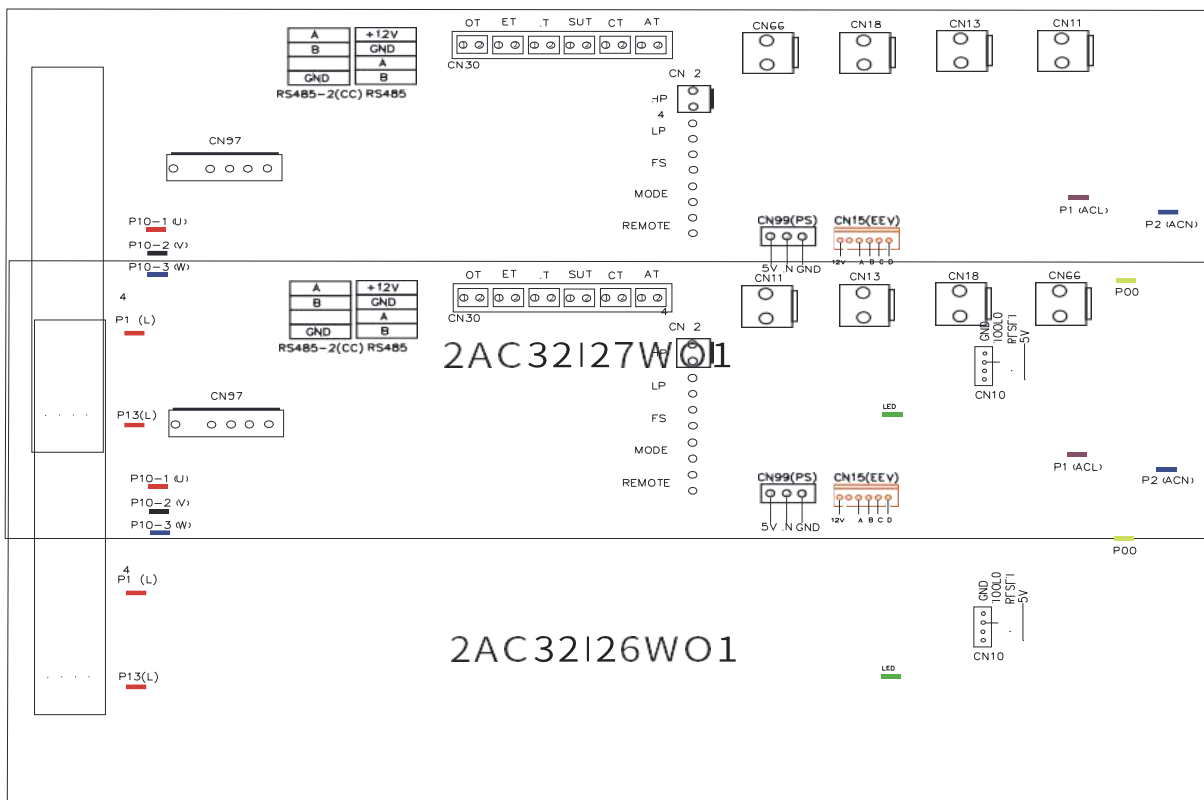 OT ET .T SUT CT AT
CN66 CN18 CN13 CN11
A +12V
B GND
A
GND B
RS485-2(CC) RS485
CN30
CN 2
HP
4
LP
FS
MODE
REMOTE
CN97
P10-1 (U)
P10-2 (V)
P10-3 (W)
CN99(PS) CN15(EEV)
5V .N GND
12V A B C D
P1 (ACL)
P2 (ACN)
OT ET .T SUT CT AT
CN11 CN13 CN18 CN66
P00
A +12V
B GND
A
GND B
RS485-2(CC) RS485
CN30
4
CN 2
4
P1 (L)
2AC32I27WO1
LP
FS
MODE
REMOTE
GND
5V
CN10
LED
CN97
P13(L)
P10-1 (U)
P10-2 (V)
P10-3 (W)
CN99(PS) CN15(EEV)
5V .N GND
12V A B C D
P1 (ACL)
P2 (ACN)
P00
4
P1 (L)
GND
5V
CN10
2AC32I26WO1
LED
P13(L)